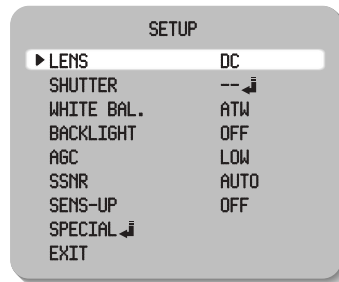 SETUP
LENS DC
SHUTTER --
WHITE BAL. ATW
BACKLIGHT OFF
AGC LOW
SSNR AUTO
SENS-UP OFF
SPECIAL
EXIT